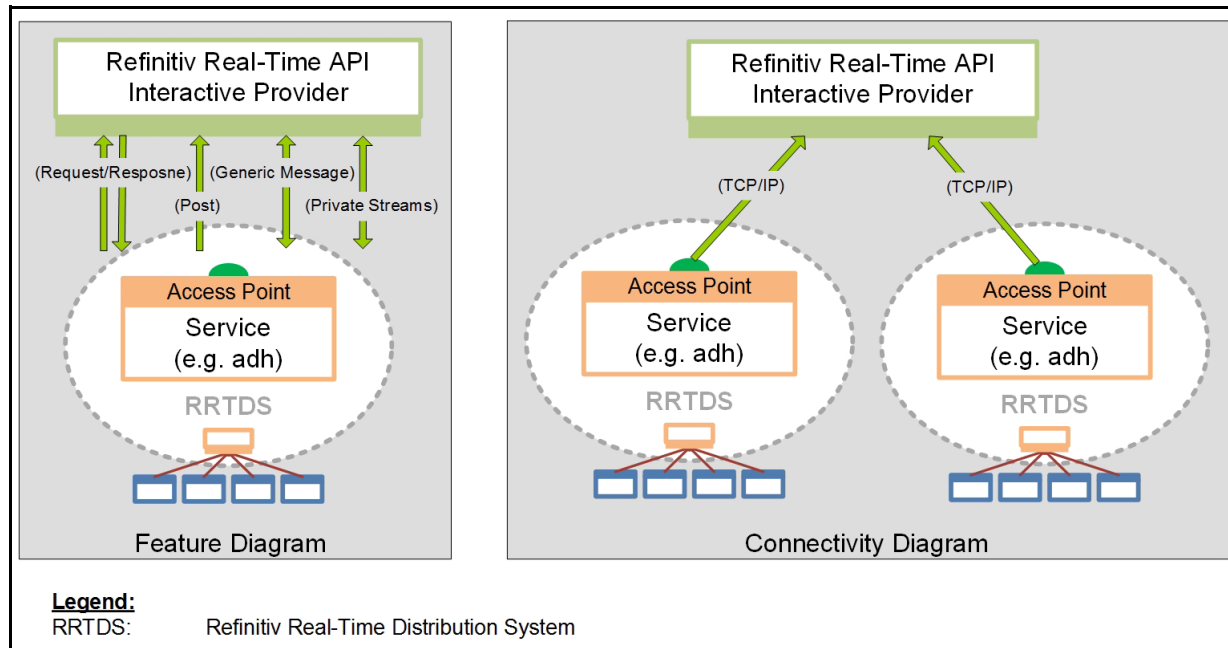 Refinitiv Real-Time API
Interactive Provider
(Request/Resposne)
(Generic Message)
(Post)
(Private Streams)
Access Point
Service
(e.g. adh)
RRTDS
Feature Diagram
Refinitiv Real-Time API
Interactive Provider
(TCP/IP)
(TCP/IP)
Access Point
Service
(e.g. adh)
RRTDS
Access Point
Service
(e.g. adh)
RRTDS
Connectivity Diagram
Legend:
RRTDS: Refinitiv Real-Time Distribution System